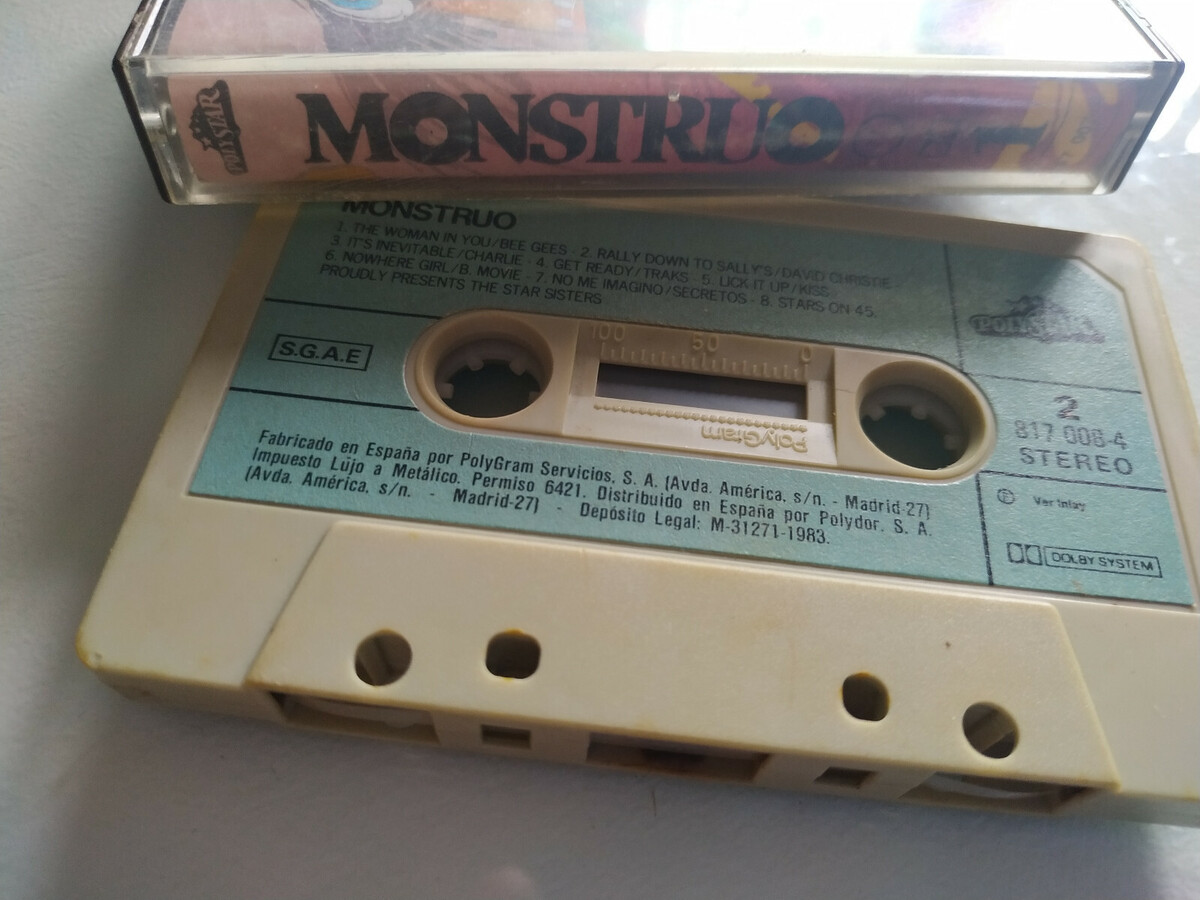 POLYSTAR
MONSTRUO
MONSTRUO
1. THE WOMAN IN YOU/BEE GEES - 2. RALLY DOWN TO SALLY'S/DAVID CHRISTIE -
3. IT'S INEVITABLE/CHARLIE - 4. GET READY/TRAKS - 5. LICK IT UP/KISS
6. NOWHERE GIRL/B. MOVIE - 7. NO ME IMAGINO/SECRETOS - 8. STARS ON 45.
PROUDLY PRESENTS THE STAR SISTERS
POLYSTAR
S.G.A.E
100 50 0
PolyGram
2
817 008-4
STEREO
Fabricado en España por PolyGram Servicios, S. A. (Avda. América, s/n. - Madrid-27)
Impuesto Lujo a Metálico. Permiso 6421. Distribuido en España por Polydor, S. A.
(Avda. América, s/n. - Madrid-27) - Depósito Legal: M-31271-1983.
Ⓟ Ver Inlay
DOLBY SYSTEM